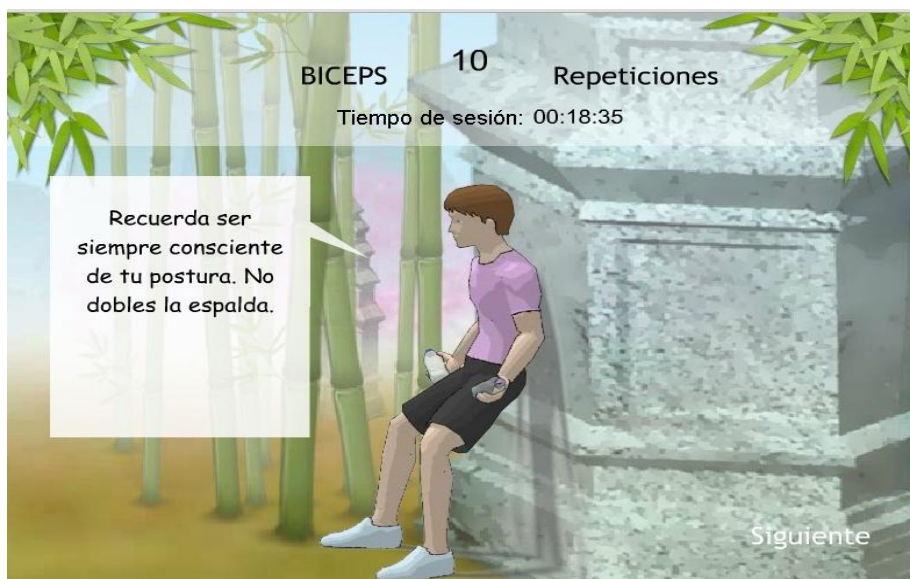 BICEPS 10 Repeticiones
Tiempo de sesión: 00:18:35
Recuerda ser
siempre consciente
de tu postura. No
dobles la espalda.
Siguiente